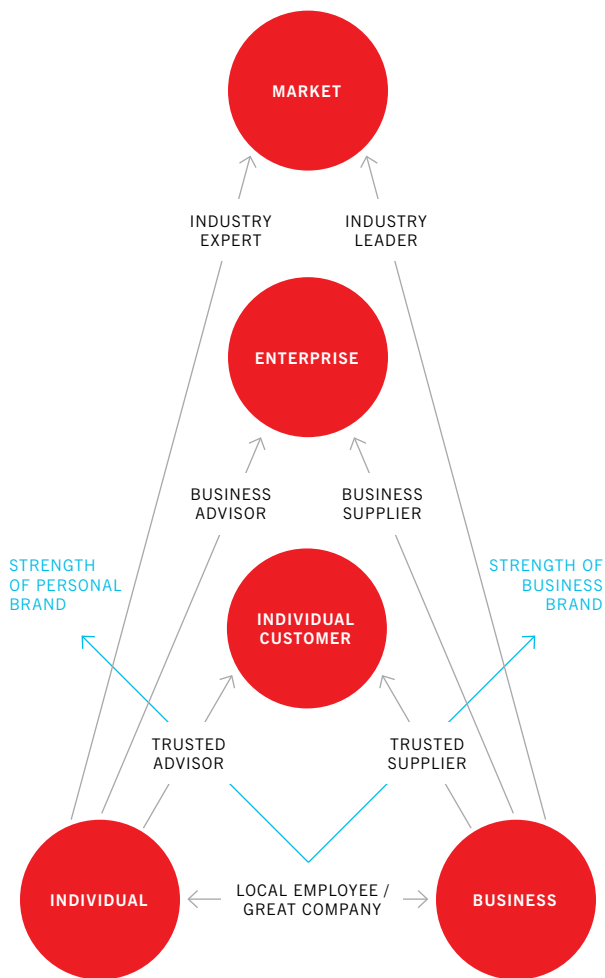 MARKET
INDUSTRY
EXPERT
INDUSTRY
LEADER
ENTERPRISE
BUSINESS
ADVISOR
BUSINESS
SUPPLIER
STRENGTH
OF PERSONAL
BRAND
STRENGTH OF
BUSINESS
BRAND
INDIVIDUAL
CUSTOMER
TRUSTED
ADVISOR
TRUSTED
SUPPLIER
INDIVIDUAL
LOCAL EMPLOYEE /
GREAT COMPANY
BUSINESS